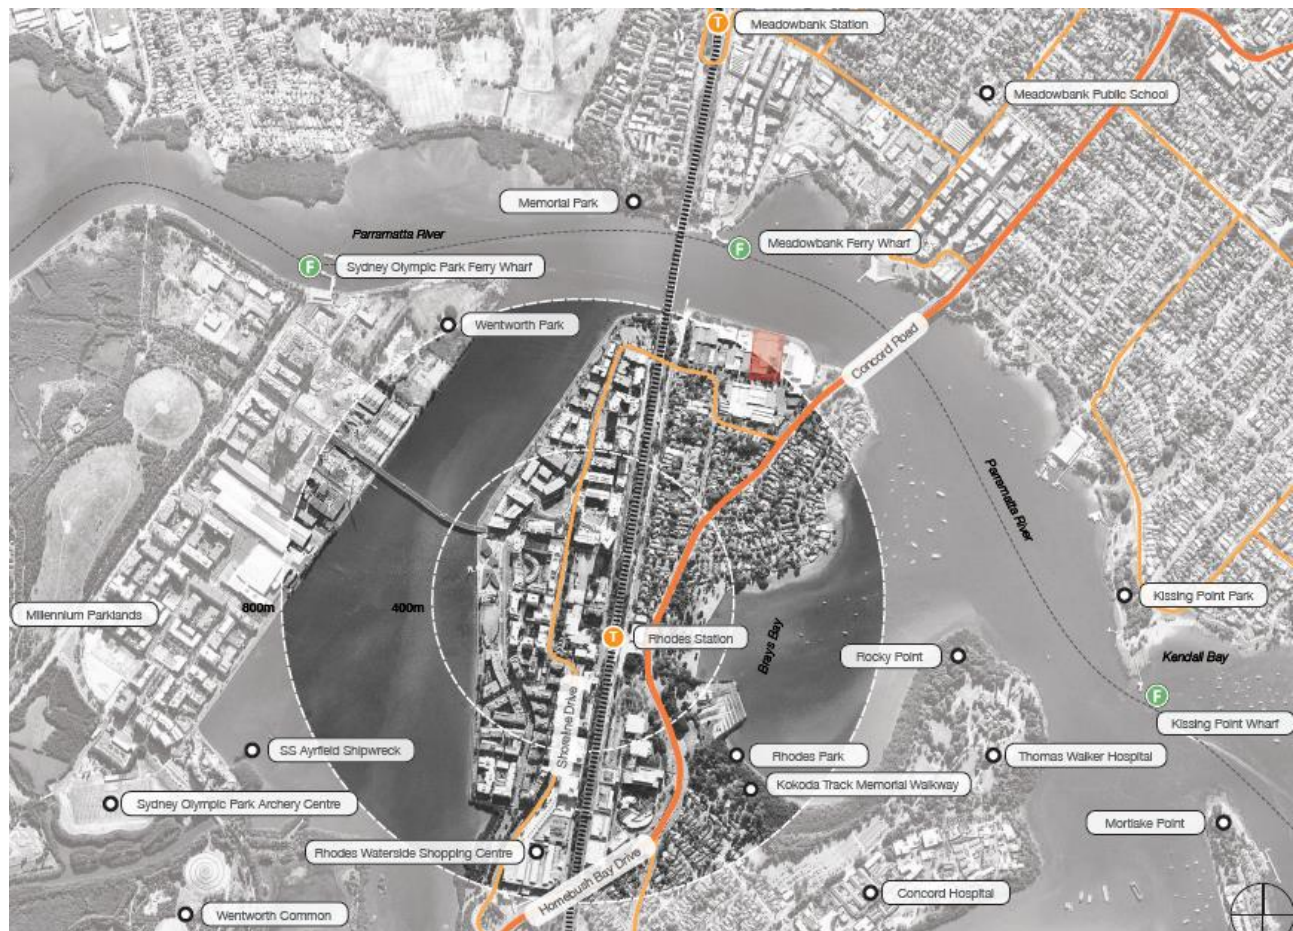 T
Meadowbank Station
Meadowbank Public School
Memorial Park
Parramatta River
F
Meadowbank Ferry Wharf
F
Sydney Olympic Park Ferry Wharf
Wentworth Park
Concord Road
Parramatta River
Millennium Parklands
800m
400m
T
Rhodes Station
Brays Bay
Kissing Point Park
Rocky Point
Kendall Bay
F
Kissing Point Wharf
Shoreline Drive
SS Ayrfield Shipwreck
Rhodes Park
Thomas Walker Hospital
Kokoda Track Memorial Walkway
Sydney Olympic Park Archery Centre
Mortlake Point
Rhodes Waterside Shopping Centre
Homebush Bay Drive
Concord Hospital
Wentworth Common